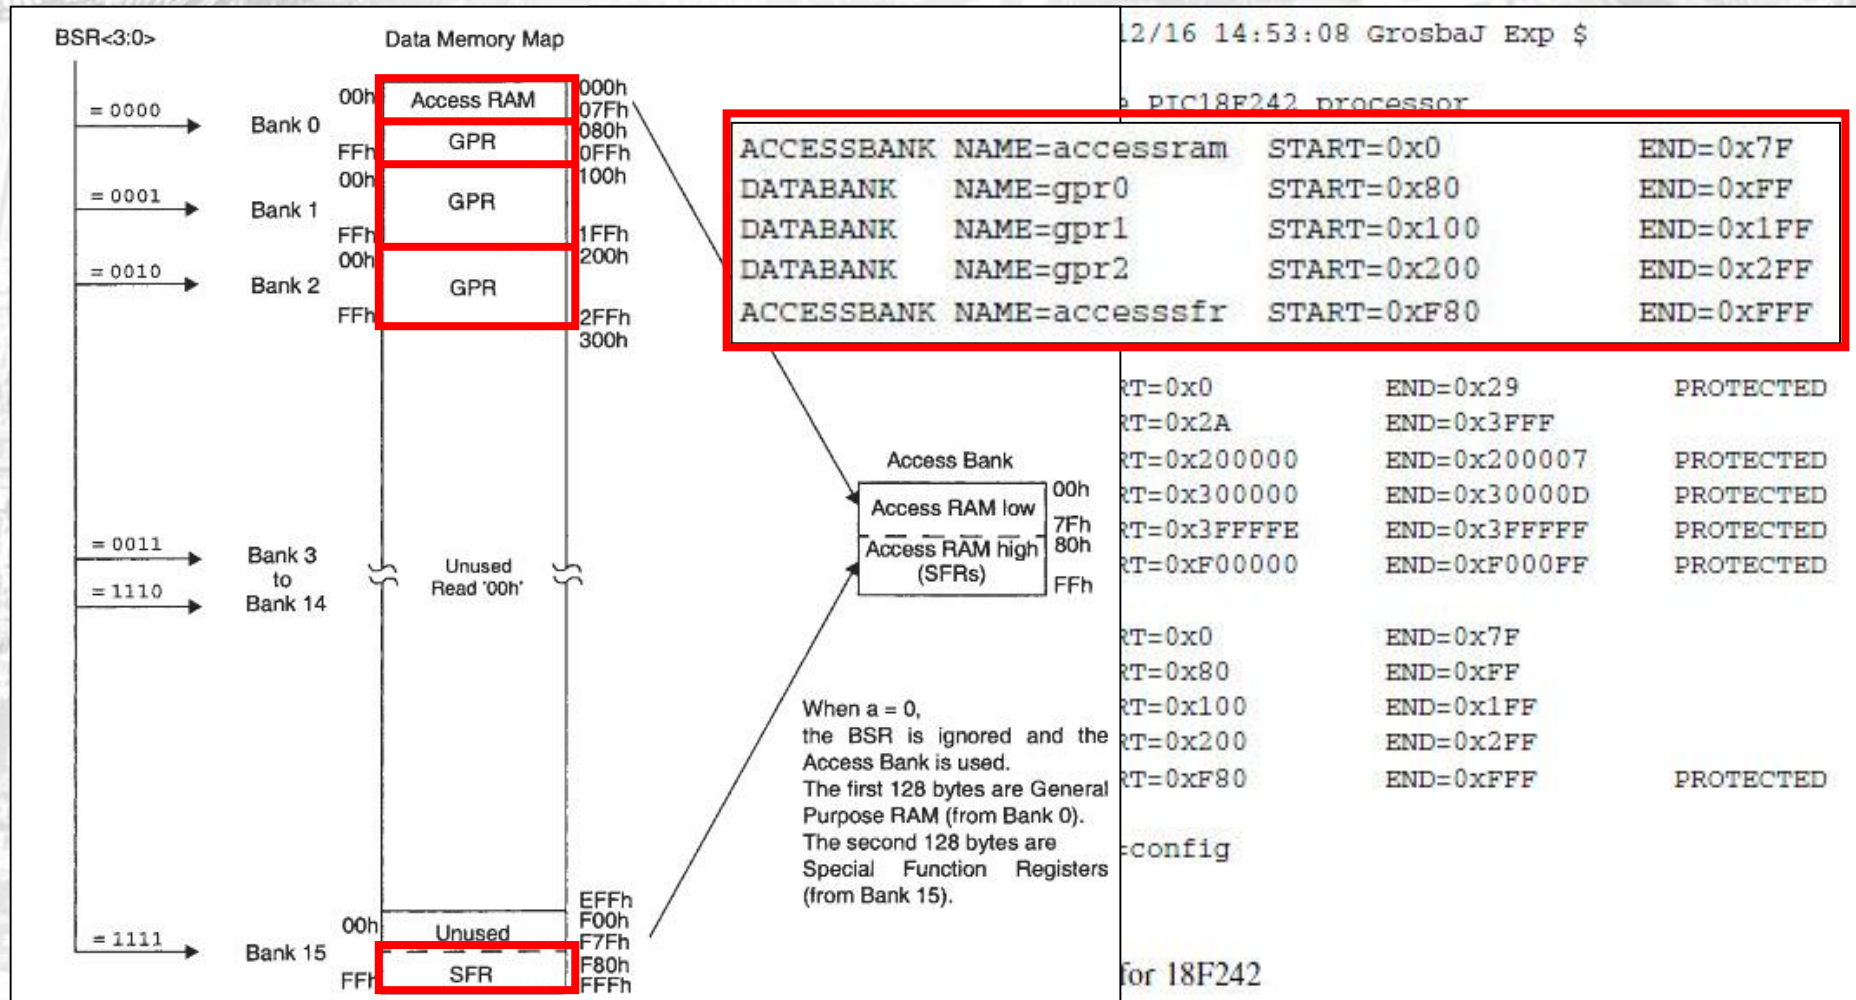 BSR<3:0>
Data Memory Map
= 0000
Bank 0
00h
Access RAM
000h
07Fh
FFh
GPR
080h
0FFh
= 0001
Bank 1
00h
GPR
100h
FFh
1FFh
= 0010
Bank 2
00h
GPR
200h
FFh
2FFh
300h
= 0011
Bank 3
to
= 1110
Bank 14
Unused
Read '00h'
= 1111
Bank 15
00h
Unused
EFFh
F00h
F7Fh
FFh
SFR
F80h
FFFh
Access Bank
Access RAM low
00h
7Fh
Access RAM high
(SFRs)
80h
FFh
When a = 0,
the BSR is ignored and the
Access Bank is used.
The first 128 bytes are General
Purpose RAM (from Bank 0).
The second 128 bytes are
Special Function Registers
(from Bank 15).
12/16 14:53:08 GrosbaJ Exp $
PIC18F242 processor
ACCESSBANK NAME=accessram START=0x0 END=0x7F
DATABANK NAME=gpr0 START=0x80 END=0xFF
DATABANK NAME=gpr1 START=0x100 END=0x1FF
DATABANK NAME=gpr2 START=0x200 END=0x2FF
ACCESSBANK NAME=accesssfr START=0xF80 END=0xFFF
RT=0x0 END=0x29 PROTECTED
RT=0x2A END=0x3FFF
RT=0x200000 END=0x200007 PROTECTED
RT=0x300000 END=0x30000D PROTECTED
RT=0x3FFFFE END=0x3FFFFF PROTECTED
RT=0xF00000 END=0xF000FF PROTECTED
RT=0x0 END=0x7F
RT=0x80 END=0xFF
RT=0x100 END=0x1FF
RT=0x200 END=0x2FF
RT=0xF80 END=0xFFF PROTECTED
=config
for 18F242